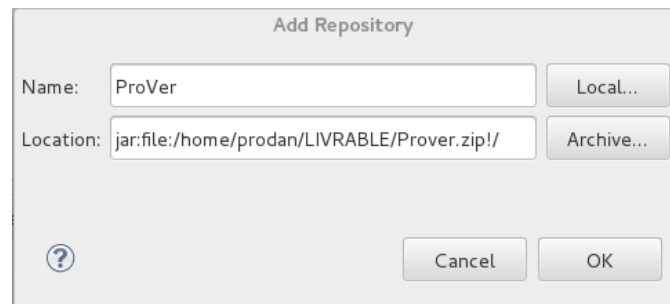 Add Repository
Name: ProVer Local...
Location: jar:file:/home/prodan/LIVRABLE/Prover.zip!/ Archive...
? Cancel OK